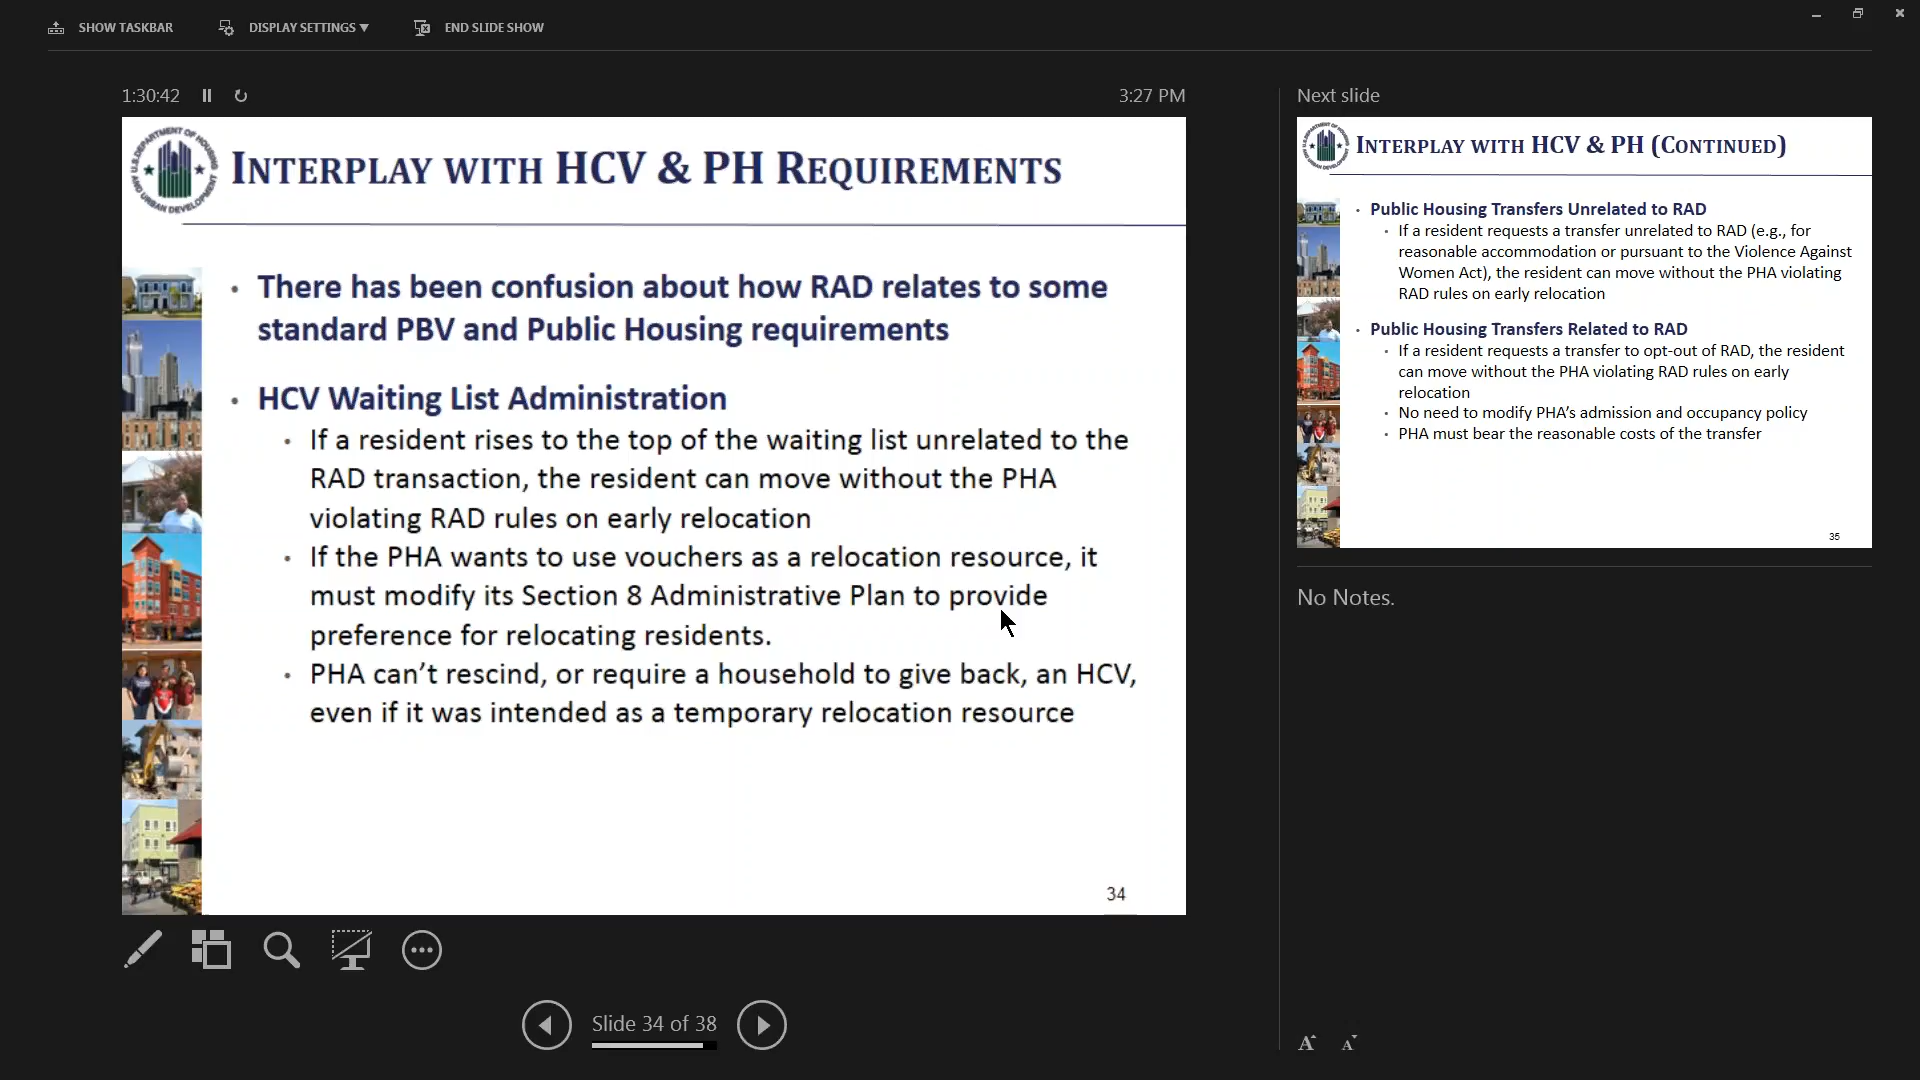 SHOW TASKBAR
DISPLAY SETTINGS ▼
END SLIDE SHOW
1:30:42
3:27 PM
U.S. DEPARTMENT OF HOUSING
AND URBAN DEVELOPMENT
INTERPLAY WITH HCV & PH REQUIREMENTS
• There has been confusion about how RAD relates to some
standard PBV and Public Housing requirements
• HCV Waiting List Administration
• If a resident rises to the top of the waiting list unrelated to the
RAD transaction, the resident can move without the PHA
violating RAD rules on early relocation
• If the PHA wants to use vouchers as a relocation resource, it
must modify its Section 8 Administrative Plan to provide
preference for relocating residents.
• PHA can’t rescind, or require a household to give back, an HCV,
even if it was intended as a temporary relocation resource
34
Slide 34 of 38
Next slide
INTERPLAY WITH HCV & PH (CONTINUED)
• Public Housing Transfers Unrelated to RAD
• If a resident requests a transfer unrelated to RAD (e.g., for
reasonable accommodation or pursuant to the Violence Against
Women Act), the resident can move without the PHA violating
RAD rules on early relocation
• Public Housing Transfers Related to RAD
• If a resident requests a transfer to opt-out of RAD, the resident
can move without the PHA violating RAD rules on early
relocation
• No need to modify PHA’s admission and occupancy policy
• PHA must bear the reasonable costs of the transfer
35
No Notes.
A A